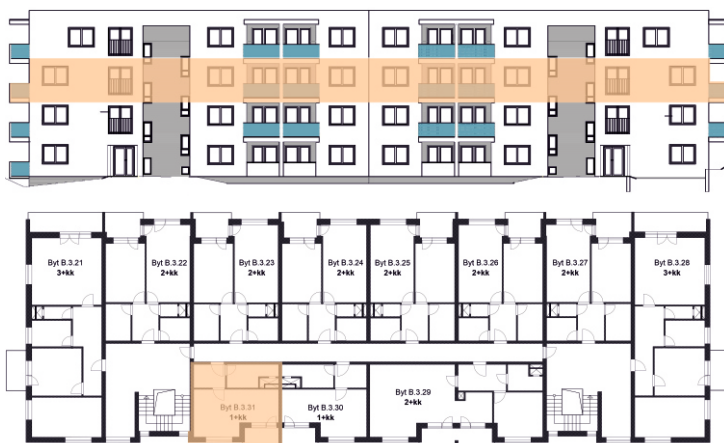 Byt B.3.21
3+kk
Byt B.3.22
2+kk
Byt B.3.23
2+kk
Byt B.3.24
2+kk
Byt B.3.25
2+kk
Byt B.3.26
2+kk
Byt B.3.27
2+kk
Byt B.3.28
3+kk
Byt B.3.31
1+kk
Byt B.3.30
1+kk
Byt B.3.29
2+kk